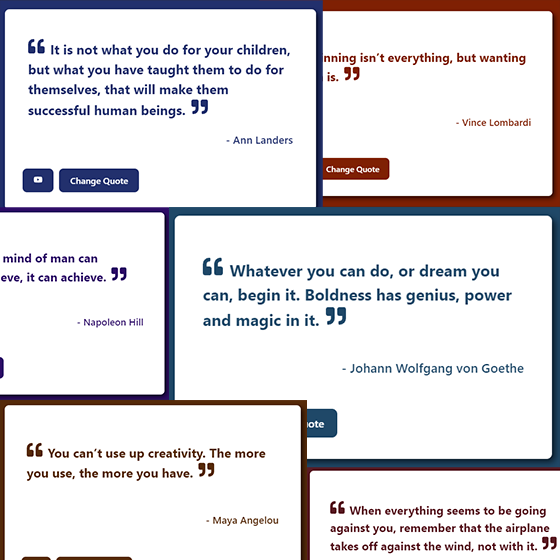 ❝ It is not what you do for your children,
but what you have taught them to do for
themselves, that will make them
successful human beings. ❞
- Ann Landers
Change Quote
nning isn't everything, but wanting
is. ❞
- Vince Lombardi
Change Quote
mind of man can
eve, it can achieve. ❞
- Napoleon Hill
❝ Whatever you can do, or dream you
can, begin it. Boldness has genius, power
and magic in it. ❞
- Johann Wolfgang von Goethe
uote
❝ You can't use up creativity. The more
you use, the more you have. ❞
- Maya Angelou
❝ When everything seems to be going
against you, remember that the airplane
takes off against the wind, not with it. ❞